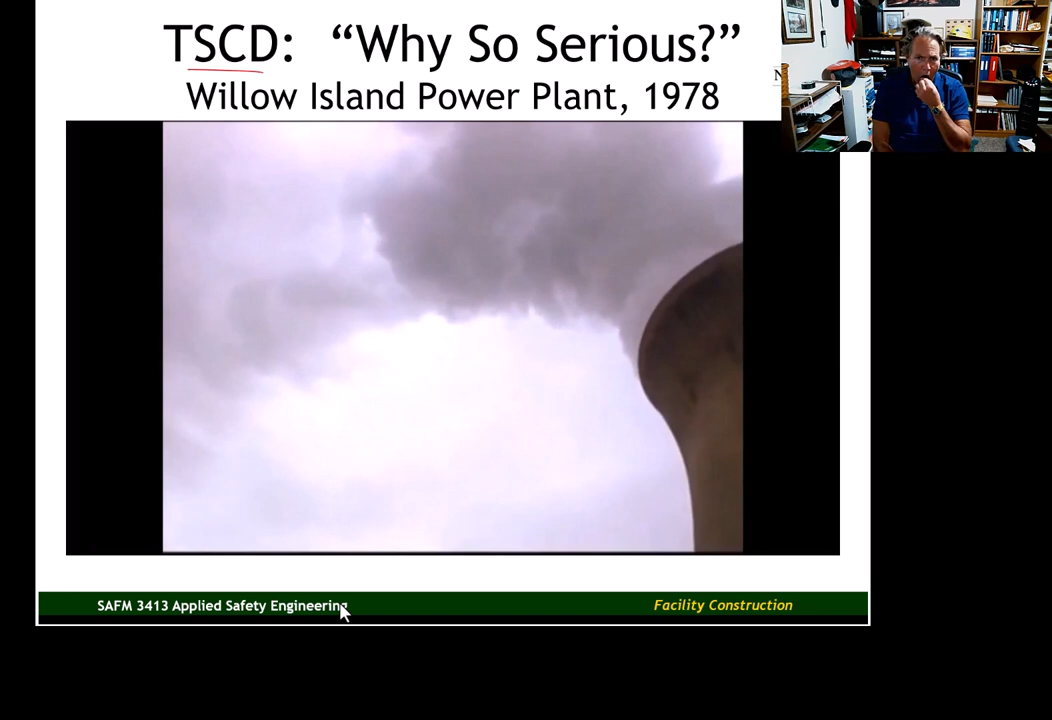 TSCD: “Why So Serious?”
Willow Island Power Plant, 1978
N
SAFM 3413 Applied Safety Engineering
Facility Construction